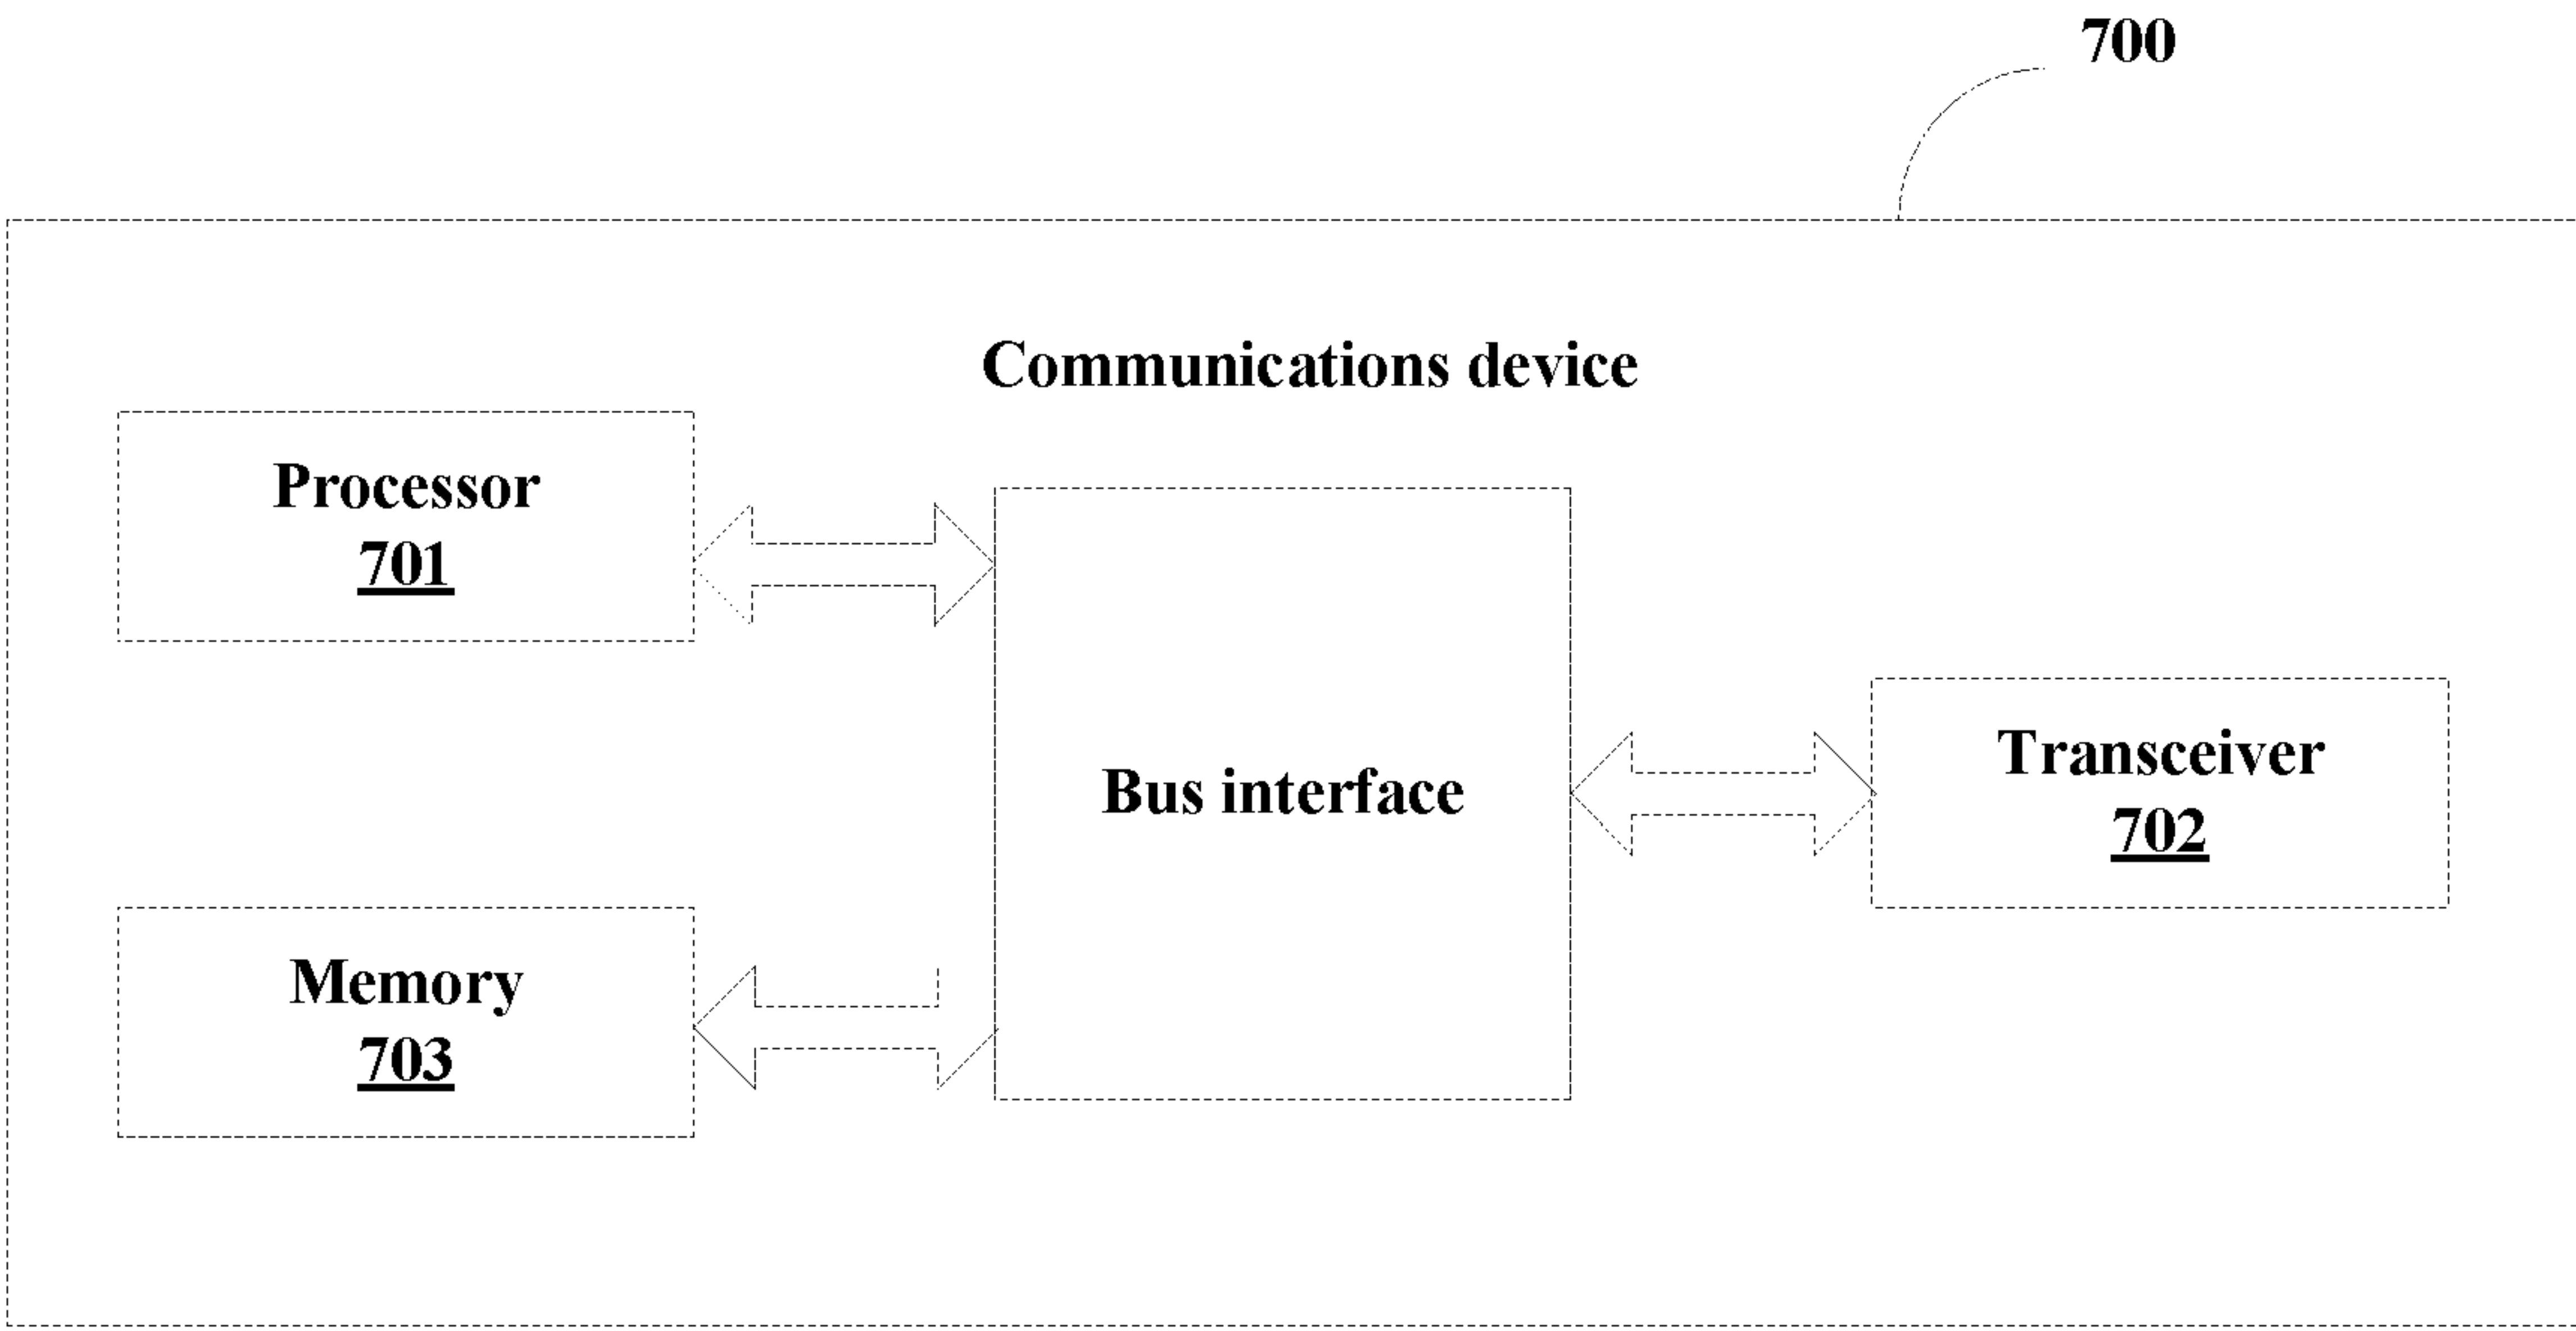 700
Communications device
Processor
701
Bus interface
Transceiver
702
Memory
703